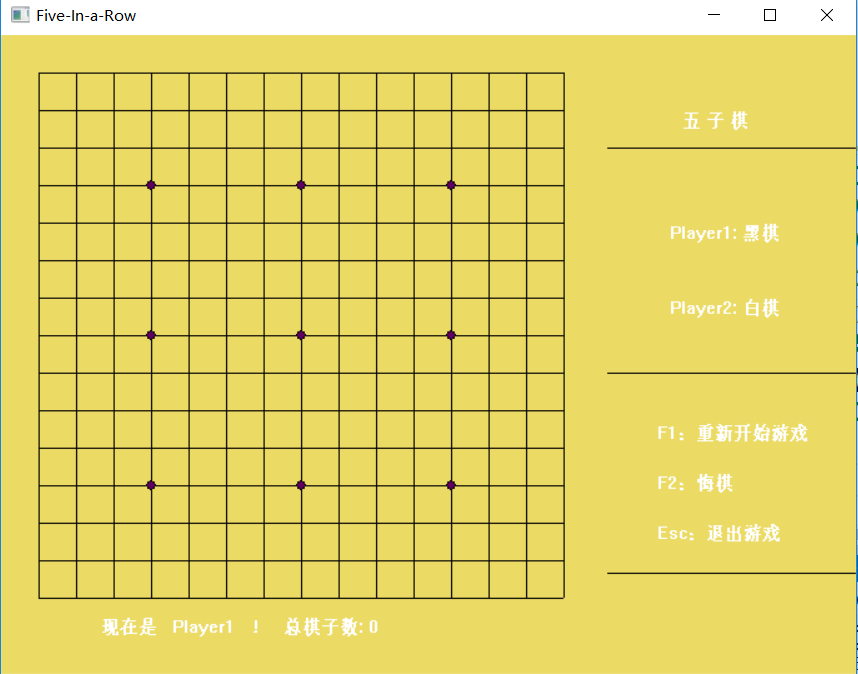 Five-In-a-Row
五 子 棋
Player1: 黑棋
Player2: 白棋
F1：重新开始游戏
F2：悔棋
Esc：退出游戏
现在是 Player1 ! 总棋子数: 0